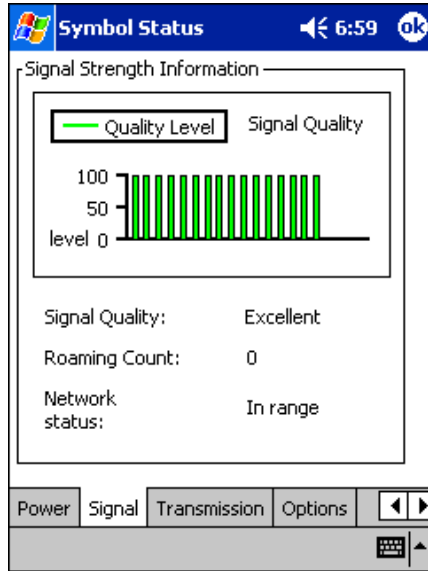 Symbol Status 6:59 ok
Signal Strength Information
Quality Level Signal Quality
100
50
level 0
Signal Quality: Excellent
Roaming Count: 0
Network
status: In range
Power Signal Transmission Options